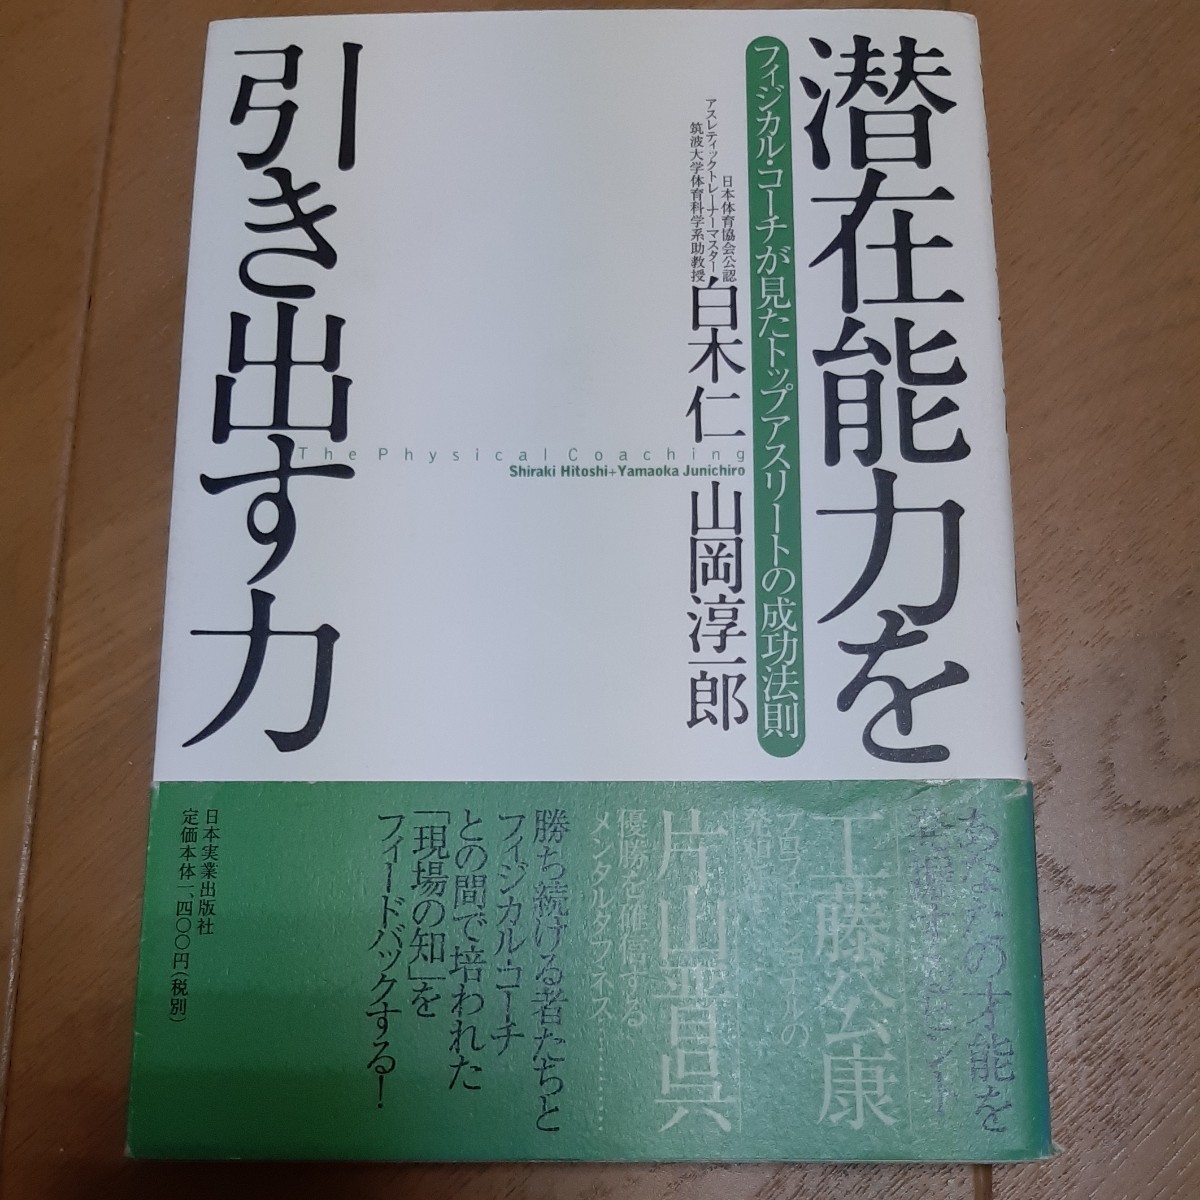 潜在能力を
引き出す力
フィジカル・コーチが見たトップアスリートの成功法則
日本体育協会公認
アスレティックトレーナーマスター
筑波大学体育科学系助教授
白木仁
山岡淳一郎
The Physical Coaching
Shiraki Hitoshi+Yamaoka Junichiro
あなたの才能を
工藤公康
プロフェッショナルの
片山晋呉
優勝を確信する
メンタルタフネス………
勝ち続ける者たちと
フィジカル・コーチ
との間で培われた
「現場の知」を
フィードバックする!
日本実業出版社
定価本体一、四〇〇円(税別)